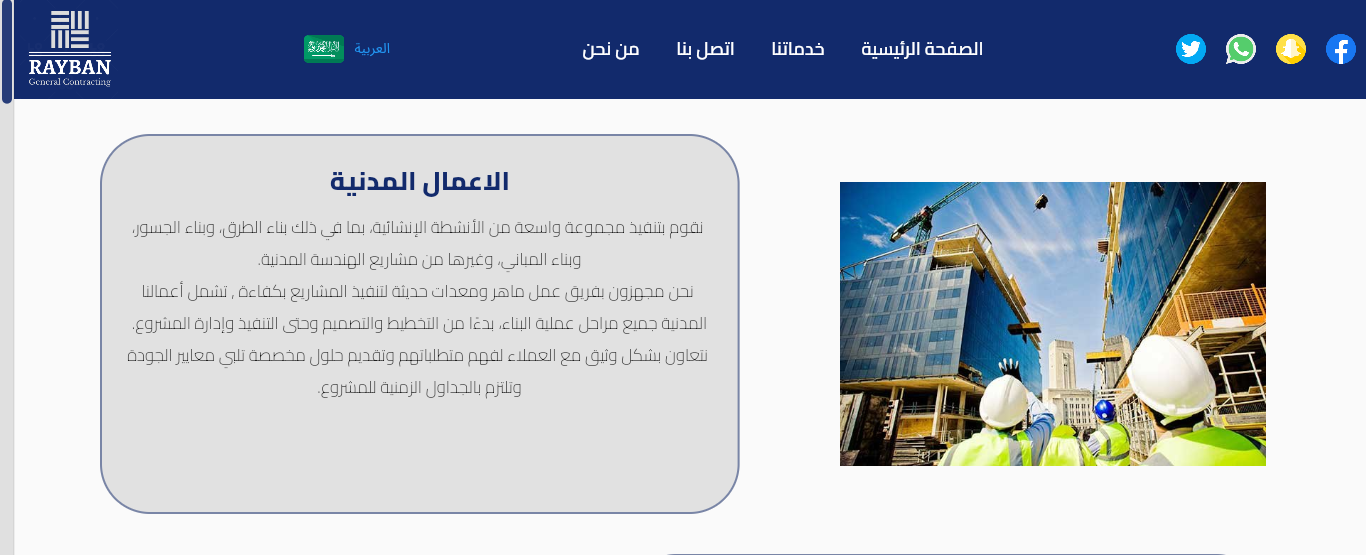 الصفحة الرئيسية
خدماتنا
اتصل بنا
من نحن
العربية
RAYBAN
General Contracting
الاعمال المدنية
نقوم بتنفيذ مجموعة واسعة من الأنشطة الإنشائية، بما في ذلك بناء الطرق، وبناء الجسور،
وبناء المباني، وغيرها من مشاريع الهندسة المدنية.
نحن مجهزون بفريق عمل ماهر ومعدات حديثة لتنفيذ المشاريع بكفاءة , تشمل أعمالنا
المدنية جميع مراحل عملية البناء، بدءًا من التخطيط والتصميم وحتى التنفيذ وإدارة المشروع.
نتعاون بشكل وثيق مع العملاء لفهم متطلباتهم وتقديم حلول مخصصة تلبي معايير الجودة
وتلتزم بالجداول الزمنية للمشروع.